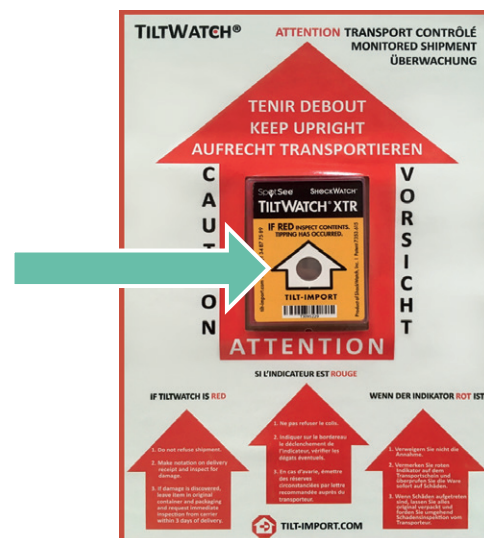 TILTWATCH®
ATTENTION TRANSPORT CONTRÔLÉ
MONITORED SHIPMENT
ÜBERWACHUNG
TENIR DEBOUT
KEEP UPRIGHT
AUFRECHT TRANSPORTIEREN
CAUT ON
VORSICHT
SpotSee SHOCKWATCH®
TILTWATCH® XTR
IF RED INSPECT CONTENTS.
TIPPING HAS OCCURRED.
TILT-IMPORT
ATTENTION
SI L'INDICATEUR EST ROUGE
IF TILTWATCH IS RED
WENN DER INDIKATOR ROT IST
1. Do not refuse shipment.
2. Make notation on delivery
receipt and inspect for
damage.
3. If damage is discovered,
leave item in original
container and packaging
and request immediate
inspection from carrier
within 3 days of delivery.
1. Ne pas refuser le colis.
2. Indiquer sur le bordereau
le déclenchement de
l'indicateur, vérifier les
dégats éventuels.
3. En cas d'avarie, émettre
des réserves
circonstanciées par lettre
recommandée auprès du
transporteur.
1. Verweigern Sie nicht die
Annahme.
2. Vermerken Sie roten
Indikator auf dem
Transportschein und
überprüfen Sie die Ware
sofort auf Schäden.
3. Wenn Schäden aufgetreten
sind, lassen Sie alles
original verpackt und
fordern Sie umgehend
Schadensinspektion vom
Transporteur.
TILT-IMPORT.COM